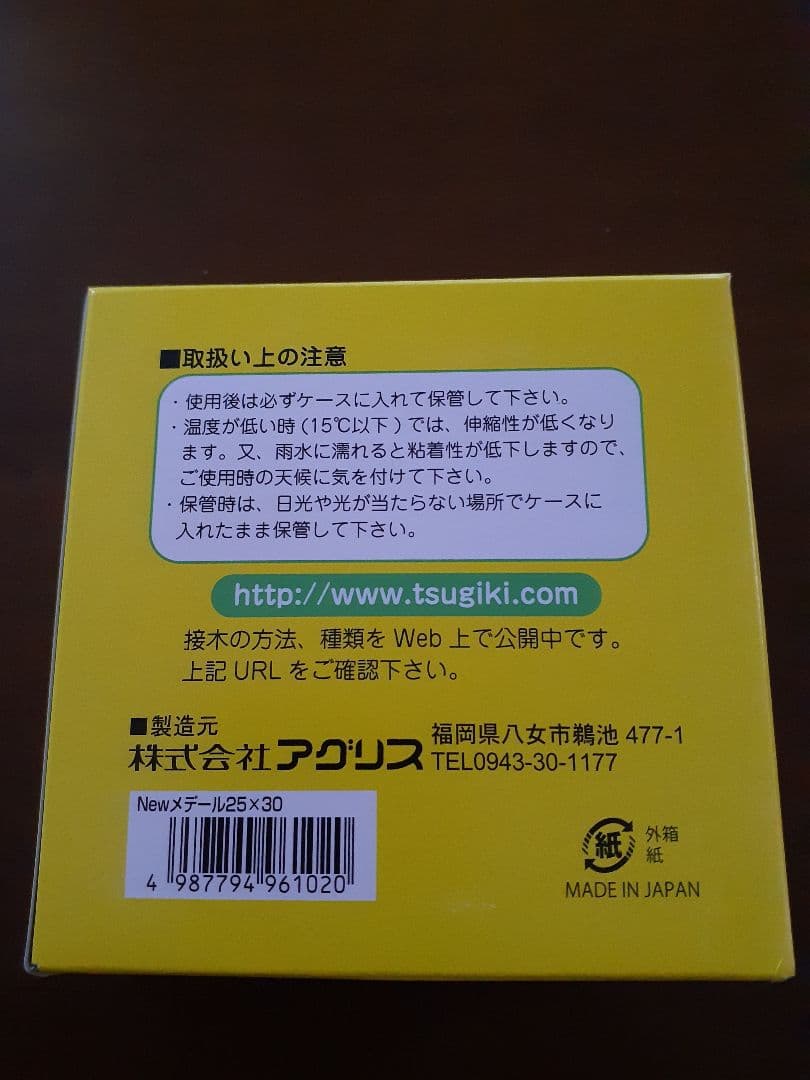 ■取扱い上の注意
・使用後は必ずケースに入れて保管して下さい。
・温度が低い時(15℃以下)では、伸縮性が低くなり
ます。又、雨水に濡れると粘着性が低下しますので、
ご使用時の天候に気を付けて下さい。
・保管時は、日光や光が当たらない場所でケースに
入れたまま保管して下さい。
http://www.tsugiki.com
接木の方法、種類を Web 上で公開中です。
上記 URL をご確認下さい。
■製造元
株式会社アグリス
福岡県八女市鵜池 477-1
TEL0943-30-1177
Newメデール25×30
4 987794 961020
紙
外箱
紙
MADE IN JAPAN